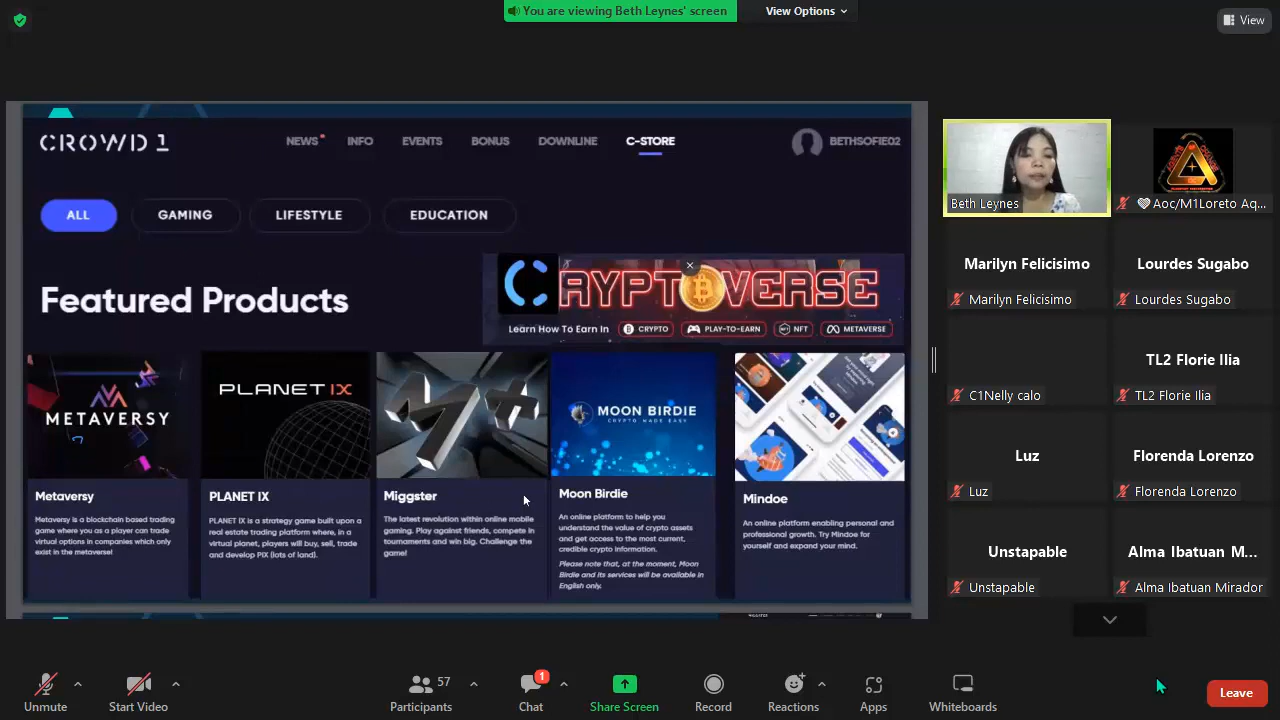 You are viewing Beth Leynes' screen
View Options
View
CROWD 1
NEWS
INFO
EVENTS
BONUS
DOWNLINE
C-STORE
BETHSOFIE02
ALL
GAMING
LIFESTYLE
EDUCATION
Featured Products
CRYPTOVERSE
Learn How To Earn In
CRYPTO
PLAY-TO-EARN
NFT
METAVERSE
METAVERSY
Metaversy
Metaversy is a blockchain based trading
game where you as a player can trade
virtual options in companies which only
exist in the metaverse!
PLANET IX
PLANET IX
PLANET IX is a strategy game built upon a
real estate trading platform where, in a
virtual planet, players will buy, sell, trade
and develop PIX (lots of land).
Miggster
The latest revolution within online mobile
gaming. Play against friends, compete in
tournaments and win big. Challenge the
game!
MOON BIRDIE
CRYPTO MADE EASY
Moon Birdie
An online platform to help you
understand the value of crypto assets
and get access to the most current,
credible crypto information.
Please note that, at the moment, Moon
Birdie and its services will be available in
English only.
Mindoe
An online platform enabling personal and
professional growth. Try Mindoe for
yourself and expand your mind.
Beth Leynes
Aoc/M1Loreto Aq...
Marilyn Felicisimo
Marilyn Felicisimo
Lourdes Sugabo
Lourdes Sugabo
C1Nelly calo
TL2 Florie Ilia
TL2 Florie Ilia
Luz
Luz
Florenda Lorenzo
Florenda Lorenzo
Unstapable
Unstapable
Alma Ibatuan M...
Alma Ibatuan Mirador
Unmute
Start Video
57
Participants
1
Chat
Share Screen
Record
Reactions
Apps
Whiteboards
Leave